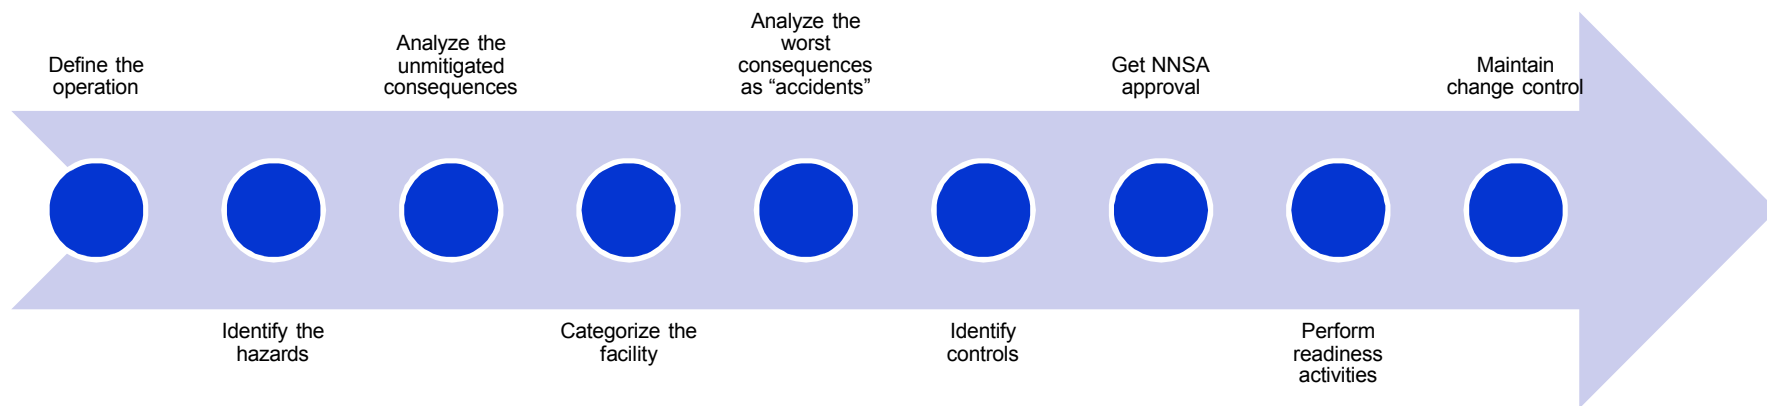 Define the
operation
Identify the
hazards
Analyze the
unmitigated
consequences
Categorize the
facility
Analyze the
worst
consequences
as “accidents”
Identify
controls
Get NNSA
approval
Perform
readiness
activities
Maintain
change control